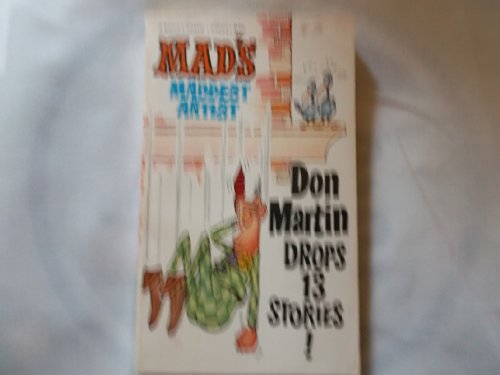 MAD'S
MADDEST
ARTIST
Don
Martin
DROPS
13
STORIES
!